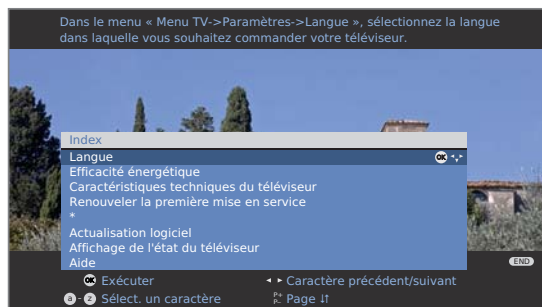 Dans le menu « Menu TV->Paramètres->Langue », sélectionnez la langue
dans laquelle vous souhaitez commander votre téléviseur.
Index
Langue OK
Efficacité énergétique
Caractéristiques techniques du téléviseur
Renouveler la première mise en service
*
Actualisation logiciel
Affichage de l'état du téléviseur
Aide
END
OK Exécuter Caractère précédent/suivant
a - z Sélect. un caractère P+ P- Page